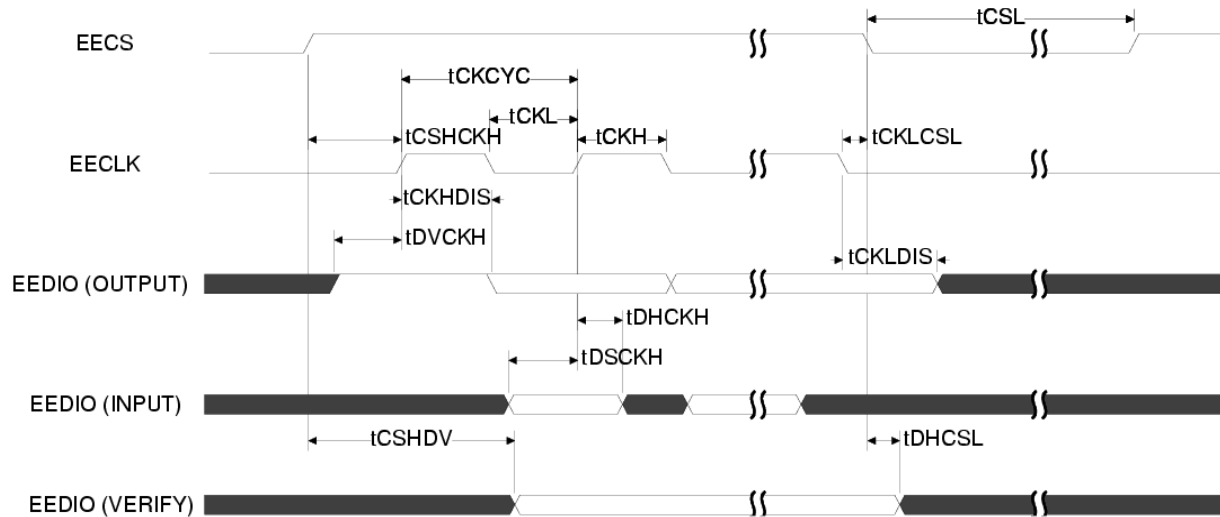 tCSL
EECS
tCKCYC
tCKL
tCSHCKH
tCKH
tCKLCSL
EECLK
tCKHDIS
tDVCKH
tCKLDIS
EEDIO (OUTPUT)
tDHCKH
tDSCKH
EEDIO (INPUT)
tCSHDV
tDHCSL
EEDIO (VERIFY)